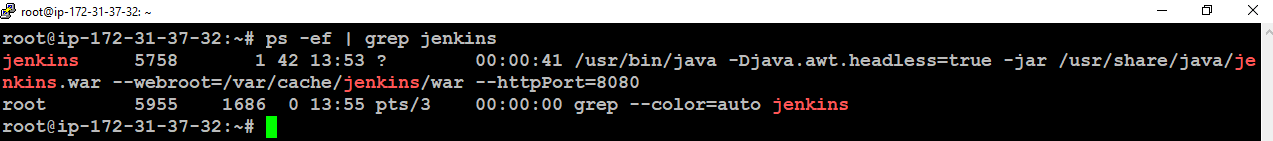 root@ip-172-31-37-32: ~
root@ip-172-31-37-32:~# ps -ef | grep jenkins
jenkins     5758       1 42 13:53 ?        00:00:41 /usr/bin/java -Djava.awt.headless=true -jar /usr/share/java/je
nkins.war --webroot=/var/cache/jenkins/war --httpPort=8080
root        5955    1686  0 13:55 pts/3    00:00:00 grep --color=auto jenkins
root@ip-172-31-37-32:~#